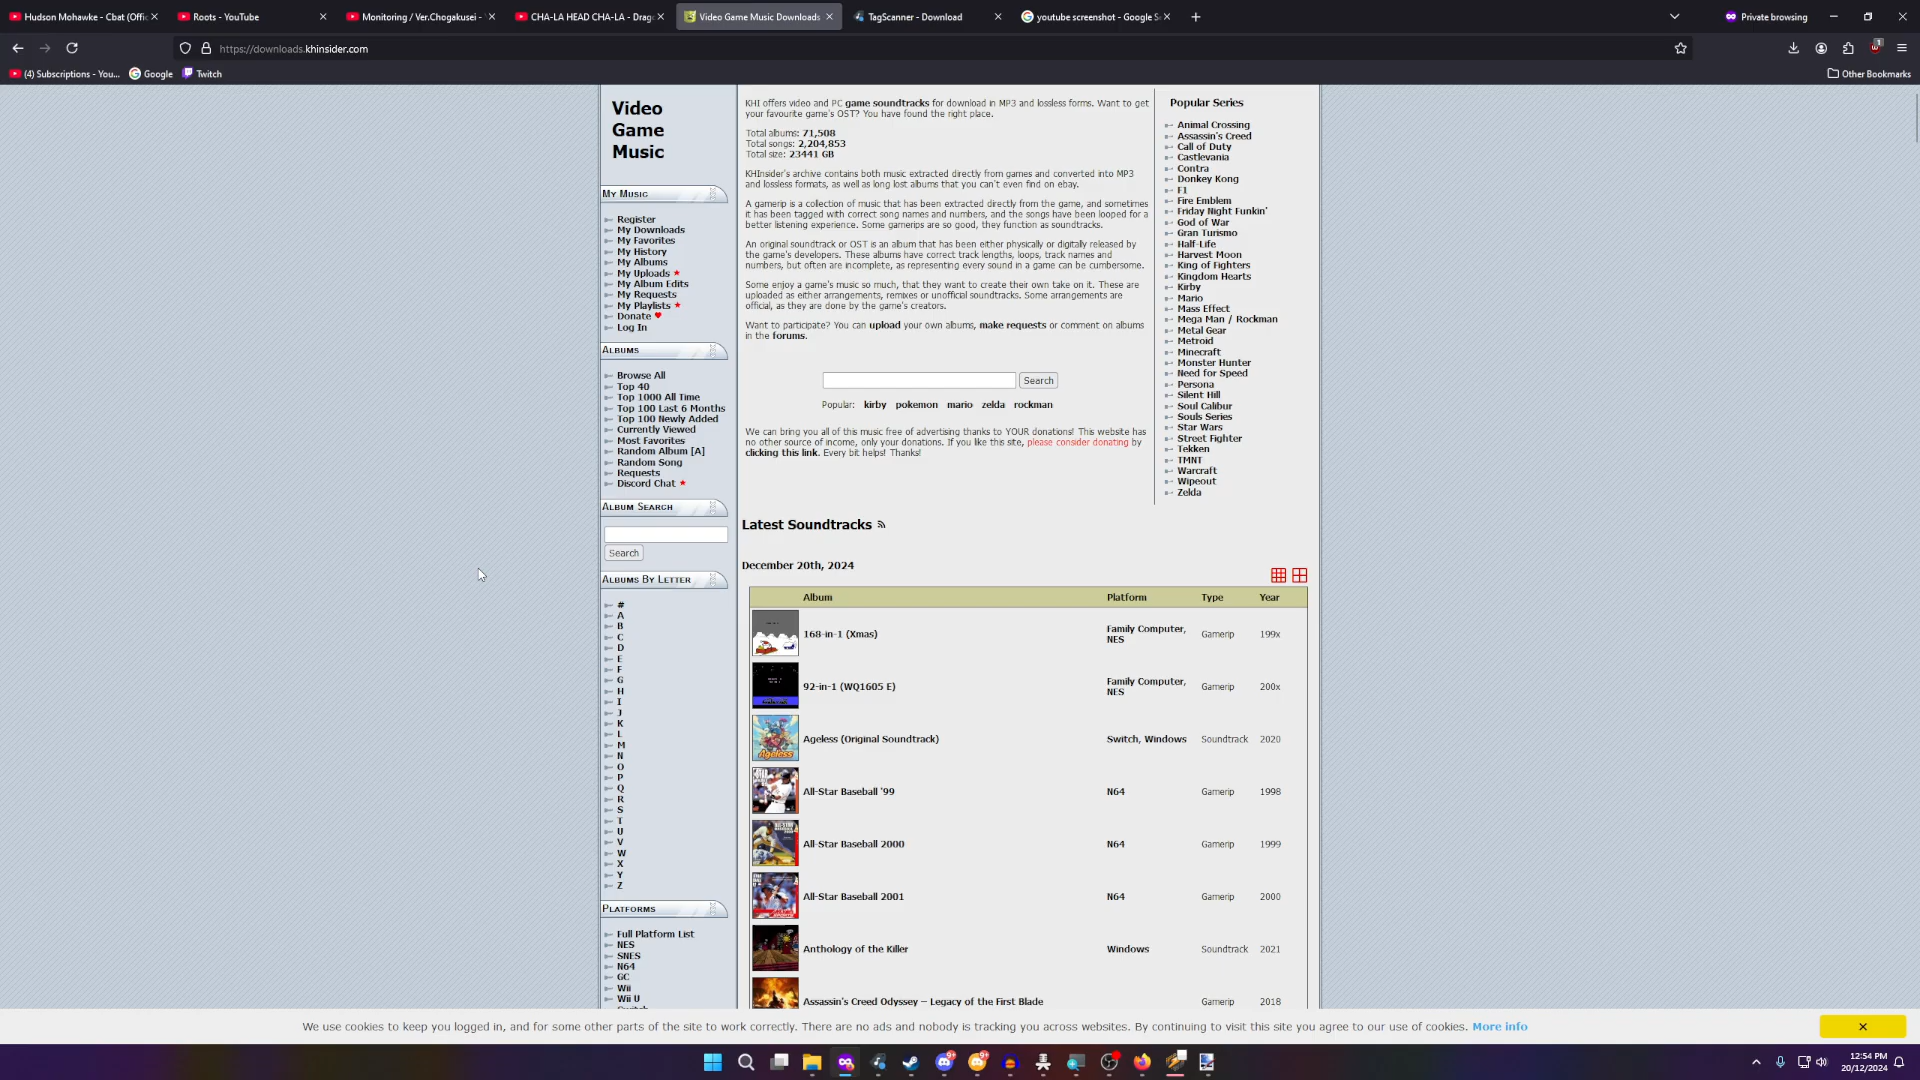 Hudson Mohawke - Cbat (Offic
Roots - YouTube
Monitoring / Ver.Chogakusei -
CHA-LA HEAD CHA-LA - Drag
Video Game Music Downloads
TagScanner - Download
youtube screenshot - Google S
Private browsing
https://downloads.khinsider.com
(4) Subscriptions - You...
Google
Twitch
Other Bookmarks
Video
Game
Music
My Music
Register
My Downloads
My Favorites
My History
My Albums
My Uploads
My Album Edits
My Requests
My Playlists
Donate
Log In
Albums
Browse All
Top 40
Top 1000 All Time
Top 100 Last 6 Months
Top 100 Newly Added
Currently Viewed
Most Favorites
Random Album [A]
Random Song
Requests
Discord Chat
Album Search
Search
Albums By Letter
#
A
B
C
D
E
F
G
H
I
J
K
L
M
N
O
P
Q
R
S
T
U
V
W
X
Y
Z
Platforms
Full Platform List
NES
SNES
N64
GC
Wii
Wii U
KHI offers video and PC game soundtracks for download in MP3 and lossless forms. Want to get
your favourite game's OST? You have found the right place.
Total albums: 71,508
Total songs: 2,204,853
Total size: 23441 GB
KHInsider's archive contains both music extracted directly from games and converted into MP3
and lossless formats, as well as long lost albums that you can't even find on ebay.
A gamerip is a collection of music that has been extracted directly from the game, and sometimes
it has been tagged with correct song names and numbers, and the songs have been looped for a
better listening experience. Some gamerips are so good, they function as soundtracks.
An original soundtrack or OST is an album that has been either physically or digitally released by
the game's developers. These albums have correct track lengths, loops, track names and
numbers, but often are incomplete, as representing every sound in a game can be cumbersome.
Some enjoy a game's music so much, that they want to create their own take on it. These are
uploaded as either arrangements, remixes or unofficial soundtracks. Some arrangements are
official, as they are done by the game's creators.
Want to participate? You can upload your own albums, make requests or comment on albums
in the forums.
Search
Popular: kirby pokemon mario zelda rockman
We can bring you all of this music free of advertising thanks to YOUR donations! This website has
no other source of income, only your donations. If you like this site, please consider donating by
clicking this link. Every bit helps! Thanks!
Popular Series
Animal Crossing
Assassin's Creed
Call of Duty
Castlevania
Contra
Donkey Kong
F1
Fire Emblem
Friday Night Funkin'
God of War
Gran Turismo
Half-Life
Harvest Moon
King of Fighters
Kingdom Hearts
Kirby
Mario
Mass Effect
Mega Man / Rockman
Metal Gear
Metroid
Minecraft
Monster Hunter
Need for Speed
Persona
Silent Hill
Soul Calibur
Souls Series
Star Wars
Street Fighter
Tekken
TMNT
Warcraft
Wipeout
Zelda
Latest Soundtracks
December 20th, 2024
Album Platform Type Year
168-in-1 (Xmas) Family Computer, NES Gamerip 199x
92-in-1 (WQ1605 E) Family Computer, NES Gamerip 200x
Ageless (Original Soundtrack) Switch, Windows Soundtrack 2020
All-Star Baseball '99 N64 Gamerip 1998
All-Star Baseball 2000 N64 Gamerip 1999
All-Star Baseball 2001 N64 Gamerip 2000
Anthology of the Killer Windows Soundtrack 2021
Assassin's Creed Odyssey – Legacy of the First Blade Gamerip 2018
We use cookies to keep you logged in, and for some other parts of the site to work correctly. There are no ads and nobody is tracking you across websites. By continuing to visit this site you agree to our use of cookies. More info
12:54 PM
20/12/2024